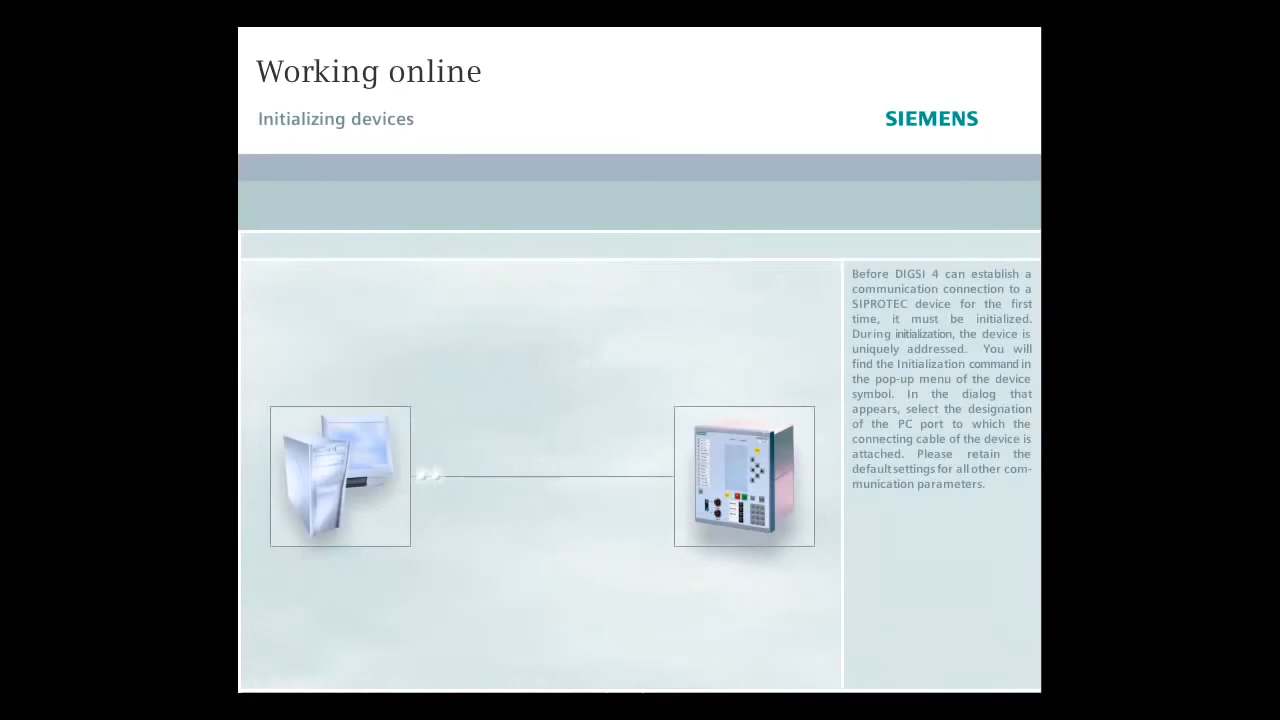 Working online
Initializing devices
SIEMENS
Before DIGSI 4 can establish a
communication connection to a
SIPROTEC device for the first
time, it must be initialized.
During initialization, the device is
uniquely addressed. You will
find the Initialization command in
the pop-up menu of the device
symbol. In the dialog that
appears, select the designation
of the PC port to which the
connecting cable of the device is
attached. Please retain the
default settings for all other com-
munication parameters.